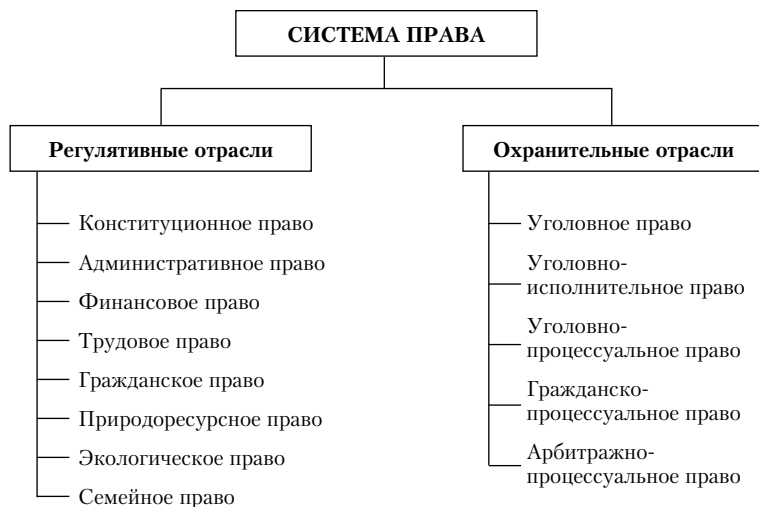 СИСТЕМА ПРАВА
Регулятивные отрасли
Конституционное право
Административное право
Финансовое право
Трудовое право
Гражданское право
Природоресурсное право
Экологическое право
Семейное право
Охранительные отрасли
Уголовное право
Уголовно-
исполнительное право
Уголовно-
процессуальное право
Гражданско-
процессуальное право
Арбитражно-
процессуальное право